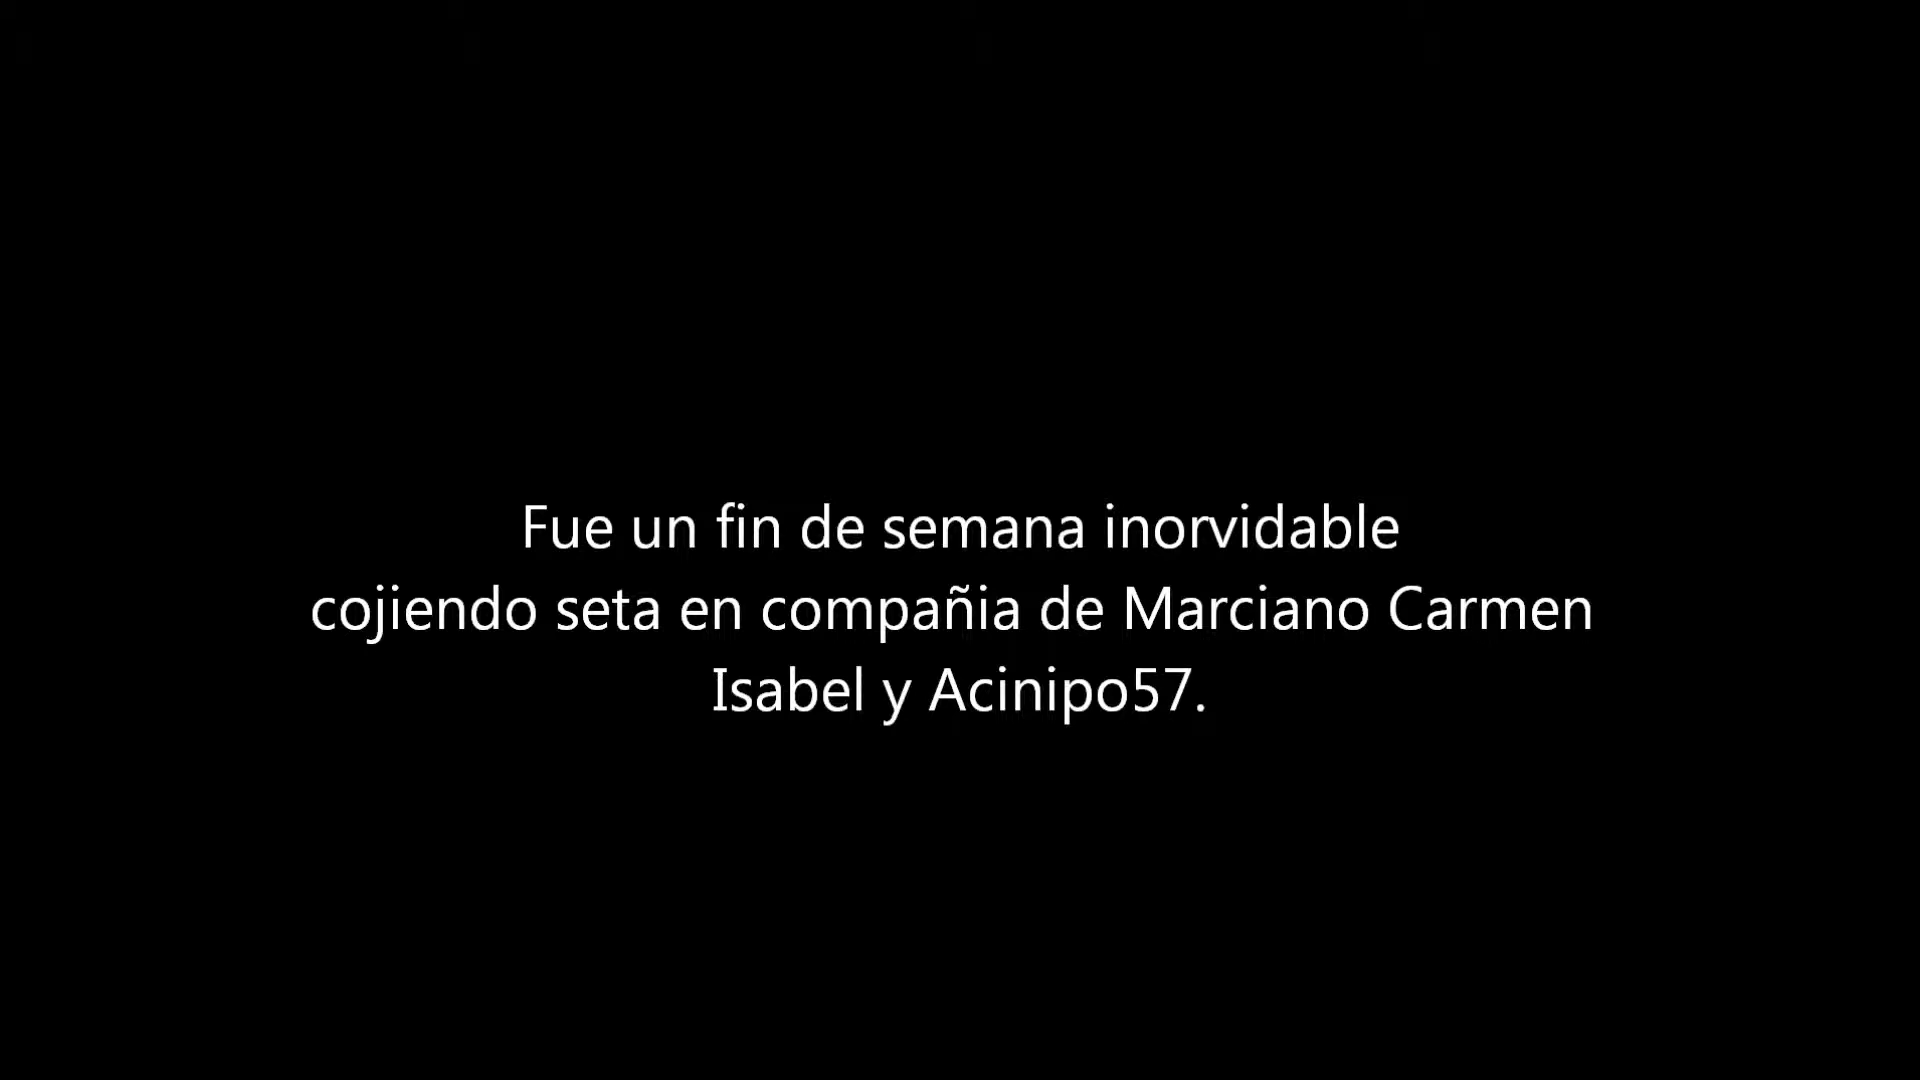 Fue un fin de semana inorvidable
cojiendo seta en compañia de Marciano Carmen
Isabel y Acinipo57.